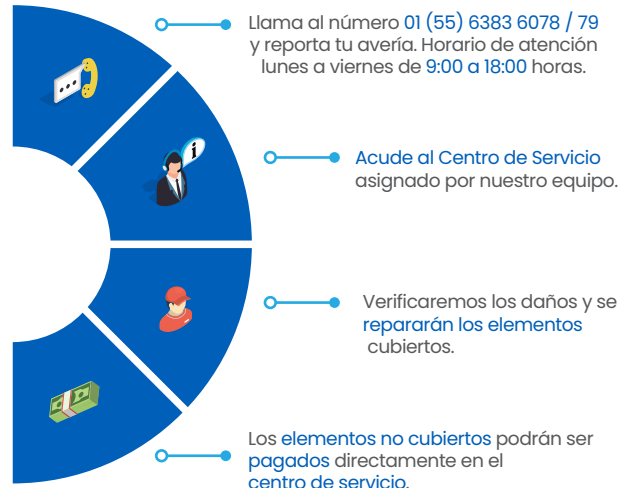 Llama al número 01 (55) 6383 6078 / 79
y reporta tu avería. Horario de atención
lunes a viernes de 9:00 a 18:00 horas.
Acude al Centro de Servicio
asignado por nuestro equipo.
Verificaremos los daños y se
repararán los elementos
cubiertos.
Los elementos no cubiertos podrán ser
pagados directamente en el
centro de servicio.